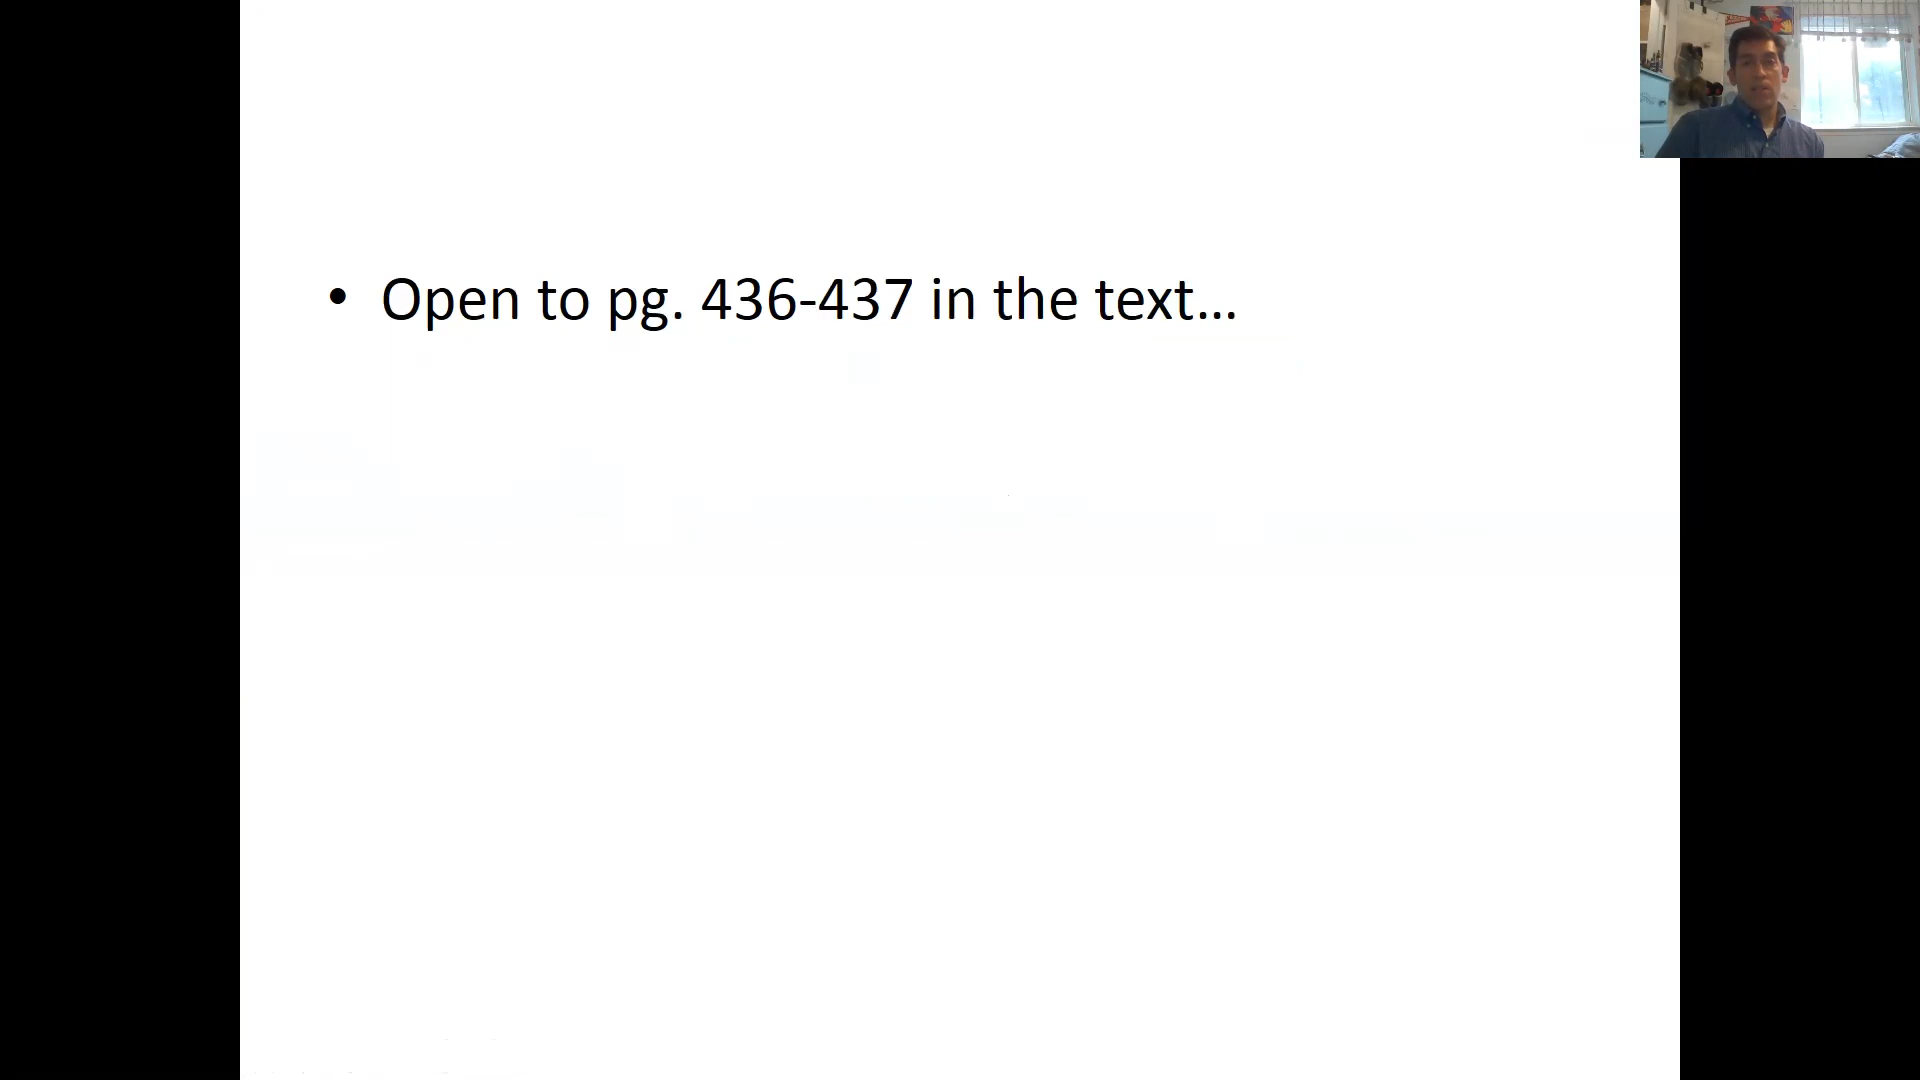 • Open to pg. 436-437 in the text...